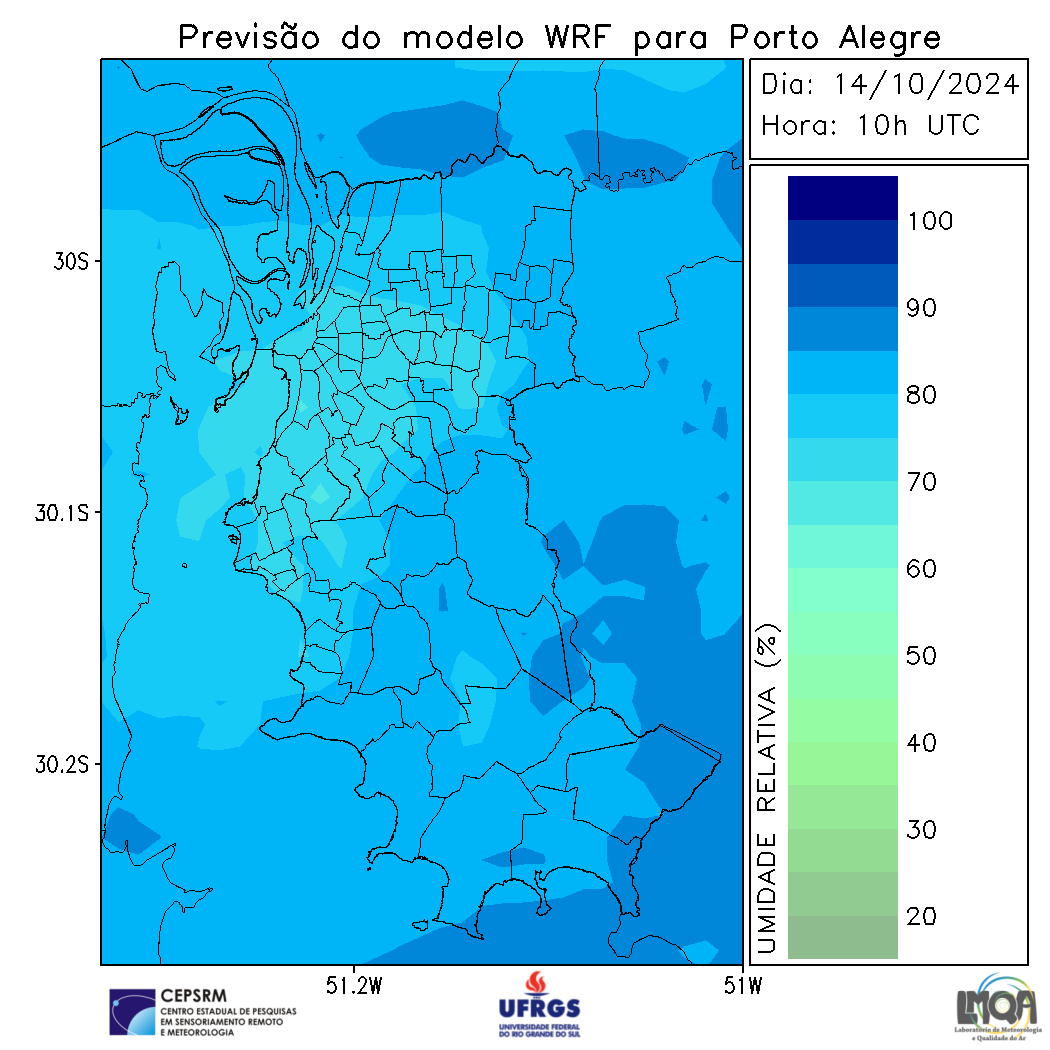 Previsão do modelo WRF para Porto Alegre
Dia: 14/10/2024
Hora: 10h UTC
30S
30.1S
30.2S
51.2W
51W
100
90
80
70
60
50
40
30
20
UMIDADE RELATIVA (%)
CEPSRM
CENTRO ESTADUAL DE PESQUISAS
EM SENSORIAMENTO REMOTO
E METEOROLOGIA
UFRGS
UNIVERSIDADE FEDERAL
DO RIO GRANDE DO SUL
LMQA
Laboratório de Meteorologia
e Qualidade do Ar